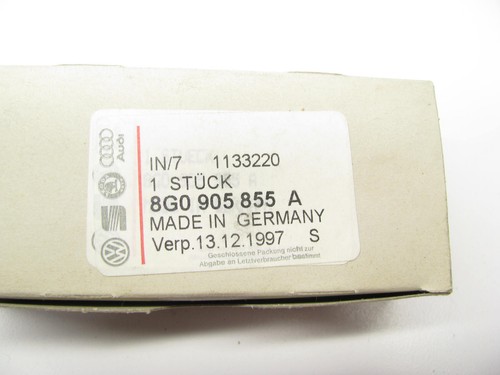 Audi
IN/7 1133220
1 STÜCK
8G0 905 855 A
MADE IN GERMANY
Verp.13.12.1997 S
Geschlossene Packung nicht zur
Abgabe an Letztverbraucher bestimmt